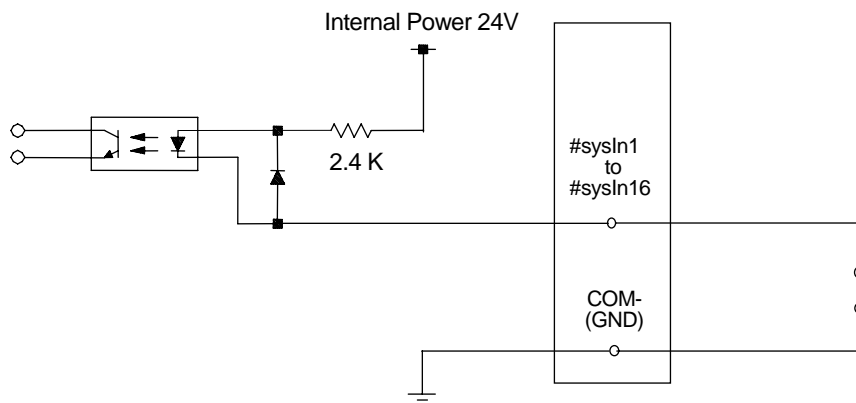 Internal Power 24V
2.4 K
#sysIn1
to
#sysIn16
COM-
(GND)